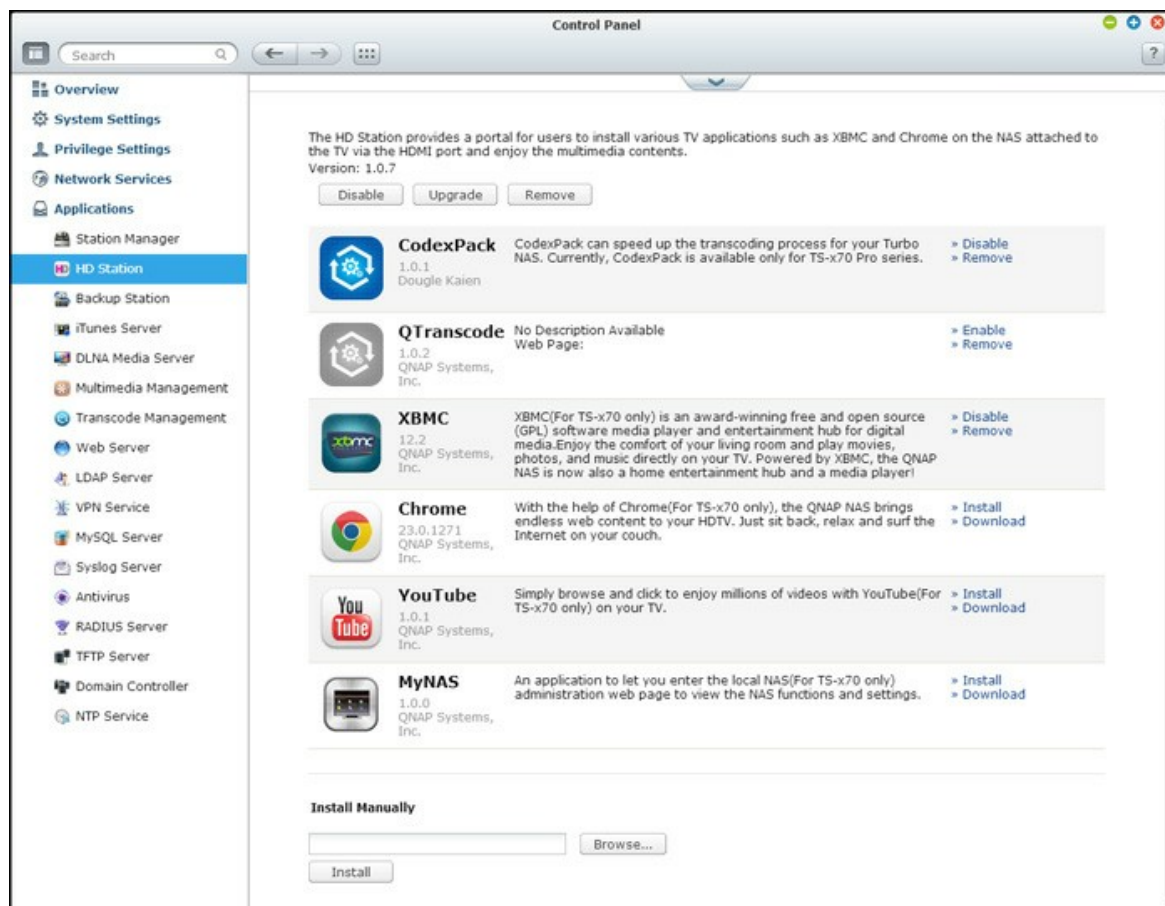 Control Panel
Search
?
Overview
System Settings
Privilege Settings
Network Services
Applications
Station Manager
HD HD Station
Backup Station
iTunes Server
DLNA Media Server
Multimedia Management
Transcode Management
Web Server
LDAP Server
VPN Service
MySQL Server
Syslog Server
Antivirus
RADIUS Server
TFTP Server
Domain Controller
NTP Service
The HD Station provides a portal for users to install various TV applications such as XBMC and Chrome on the NAS attached to
the TV via the HDMI port and enjoy the multimedia contents.
Version: 1.0.7
Disable Upgrade Remove
CodexPack
1.0.1
Dougle Kaien
CodexPack can speed up the transcoding process for your Turbo
NAS. Currently, CodexPack is available only for TS-x70 Pro series.
» Disable
» Remove
QTranscode
1.0.2
QNAP Systems,
Inc.
No Description Available
Web Page:
» Enable
» Remove
xbmc
XBMC
12.2
QNAP Systems,
Inc.
XBMC(For TS-x70 only) is an award-winning free and open source
(GPL) software media player and entertainment hub for digital
media.Enjoy the comfort of your living room and play movies,
photos, and music directly on your TV. Powered by XBMC, the QNAP
NAS is now also a home entertainment hub and a media player!
» Disable
» Remove
Chrome
23.0.1271
QNAP Systems,
Inc.
With the help of Chrome(For TS-x70 only), the QNAP NAS brings
endless web content to your HDTV. Just sit back, relax and surf the
Internet on your couch.
» Install
» Download
You
Tube
YouTube
1.0.1
QNAP Systems,
Inc.
Simply browse and click to enjoy millions of videos with YouTube(For
TS-x70 only) on your TV.
» Install
» Download
MyNAS
1.0.0
QNAP Systems,
Inc.
An application to let you enter the local NAS(For TS-x70 only)
administration web page to view the NAS functions and settings.
» Install
» Download
Install Manually
Browse...
Install